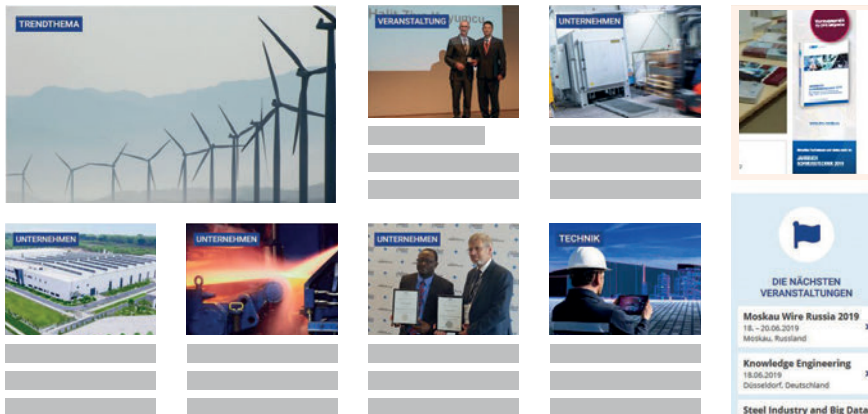 TRENDTHEMA
VERANSTALTUNG
UNTERNEHMEN
UNTERNEHMEN
UNTERNEHMEN
UNTERNEHMEN
TECHNIK
DIE NÄCHSTEN
VERANSTALTUNGEN
Moskau Wire Russia 2019
18. – 20.06.2019
Moskau, Russland
Knowledge Engineering
18.06.2019
Düsseldorf, Deutschland
Steel Industry and Big Data